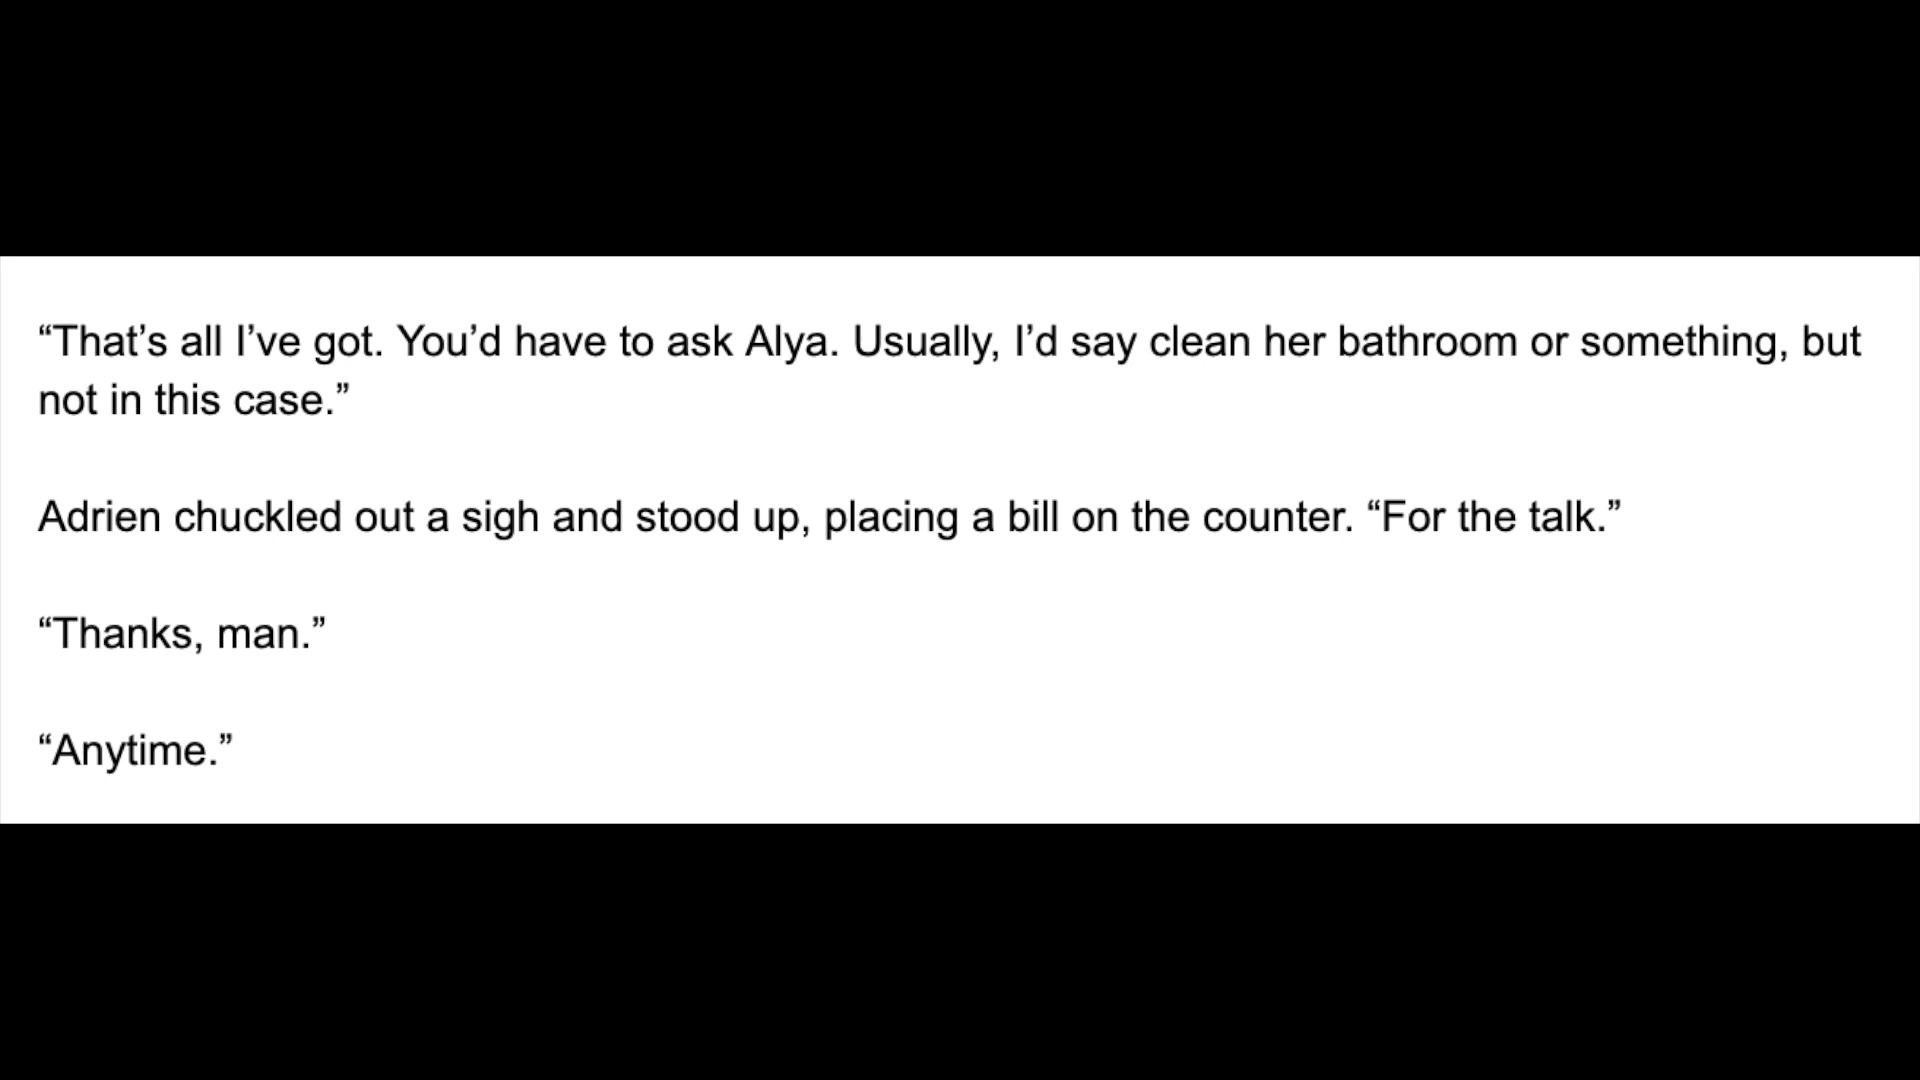 “That’s all I’ve got. You’d have to ask Alya. Usually, I’d say clean her bathroom or something, but
not in this case.”
Adrien chuckled out a sigh and stood up, placing a bill on the counter. “For the talk.”
“Thanks, man.”
“Anytime.”